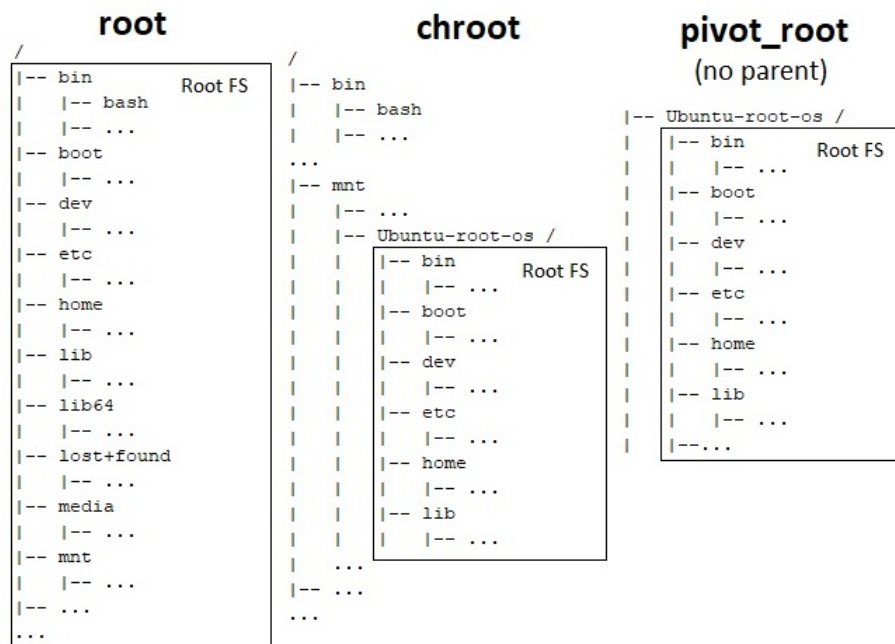 root
/
|-- bin
Root FS
|   |-- bash
|   |-- ...
|-- boot
|   |-- ...
|-- dev
|   |-- ...
|-- etc
|   |-- ...
|-- home
|   |-- ...
|-- lib
|   |-- ...
|-- lib64
|   |-- ...
|-- lost+found
|   |-- ...
|-- media
|   |-- ...
|-- mnt
|   |-- ...
|-- ...
...
chroot
/
|-- bin
|   |-- bash
|   |-- ...
...
|-- mnt
|   |-- ...
|   |-- Ubuntu-root-os /
|   |   |-- bin
Root FS
|   |   |   |-- ...
|   |   |-- boot
|   |   |   |-- ...
|   |   |-- dev
|   |   |   |-- ...
|   |   |-- etc
|   |   |   |-- ...
|   |   |-- home
|   |   |   |-- ...
|   |   |-- lib
|   |   |   |-- ...
|   ...
|-- ...
...
pivot_root
(no parent)
|-- Ubuntu-root-os /
|   |-- bin
Root FS
|   |   |-- ...
|   |-- boot
|   |   |-- ...
|   |-- dev
|   |   |-- ...
|   |-- etc
|   |   |-- ...
|   |-- home
|   |   |-- ...
|   |-- lib
|   |   |-- ...
|   |--...